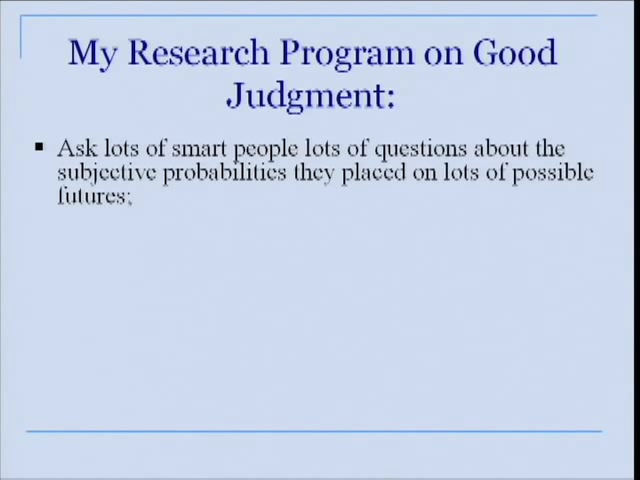 My Research Program on Good
Judgment:
▪ Ask lots of smart people lots of questions about the
subjective probabilities they placed on lots of possible
futures;